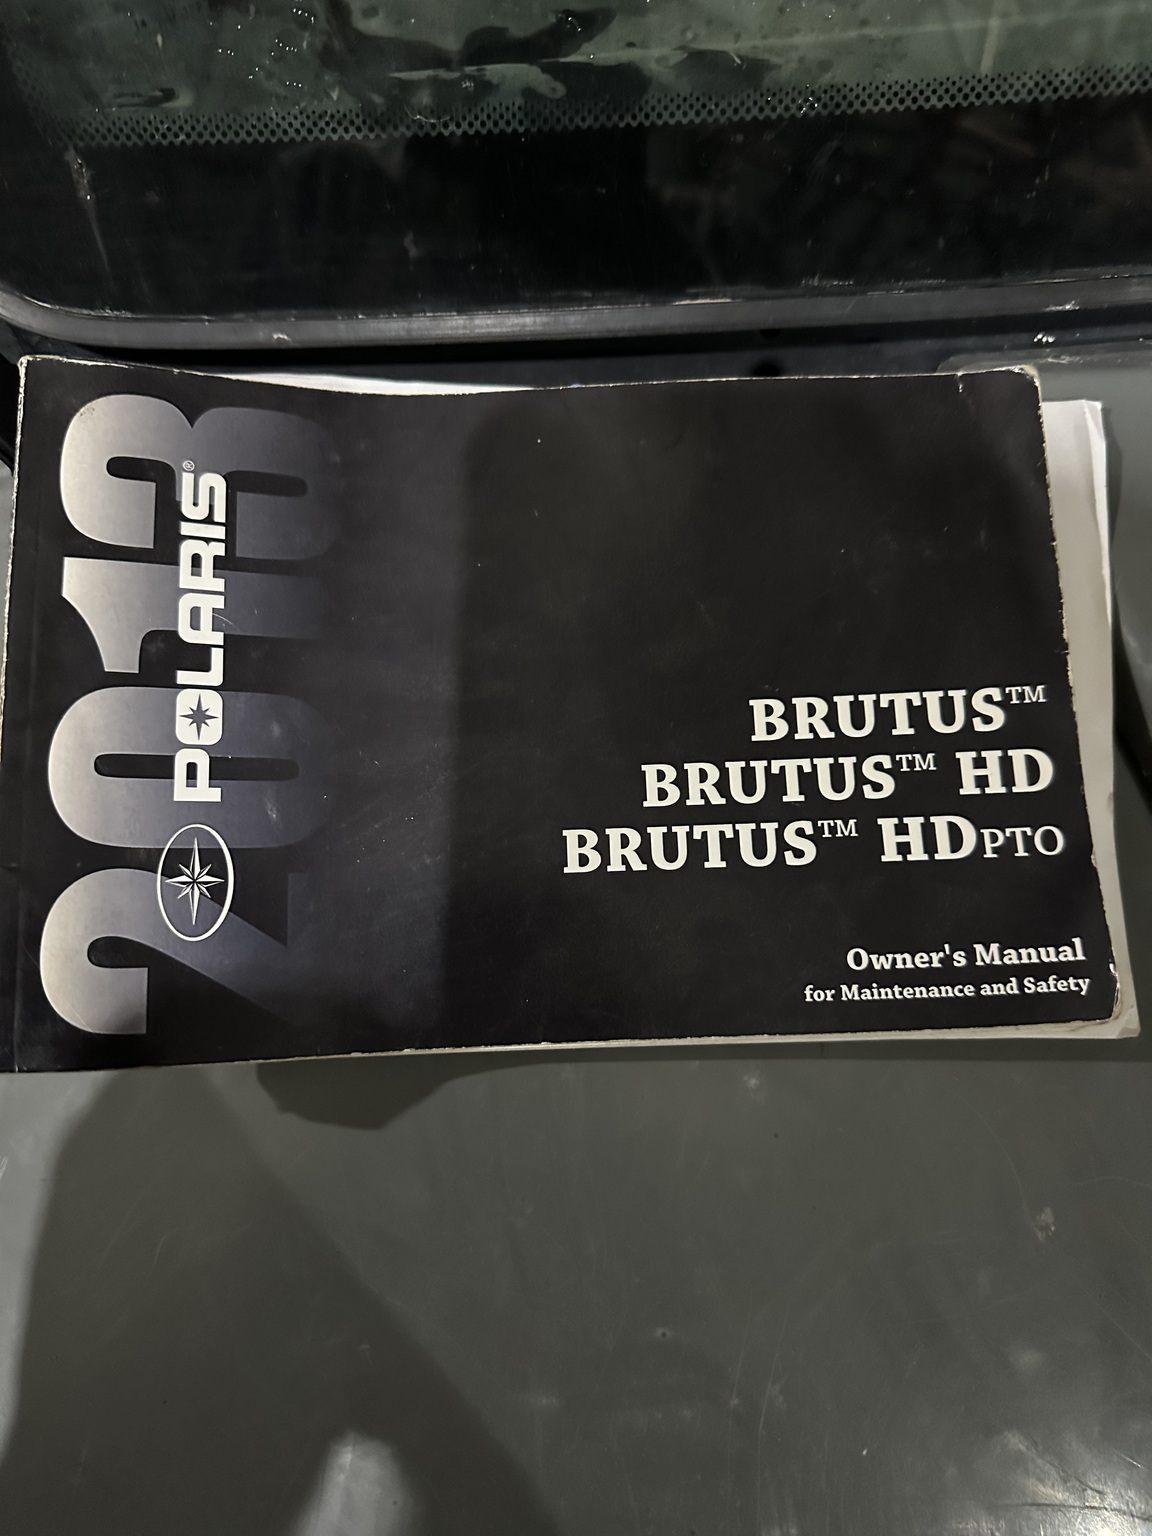 2013
POLARIS®
BRUTUS™
BRUTUS™ HD
BRUTUS™ HDPTO
Owner's Manual
for Maintenance and Safety